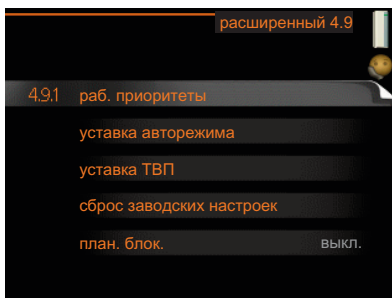 расширенный 4.9
4.9.1 раб. приоритеты
уставка авторежима
уставка ТВП
сброс заводских настроек
план. блок. выкл.